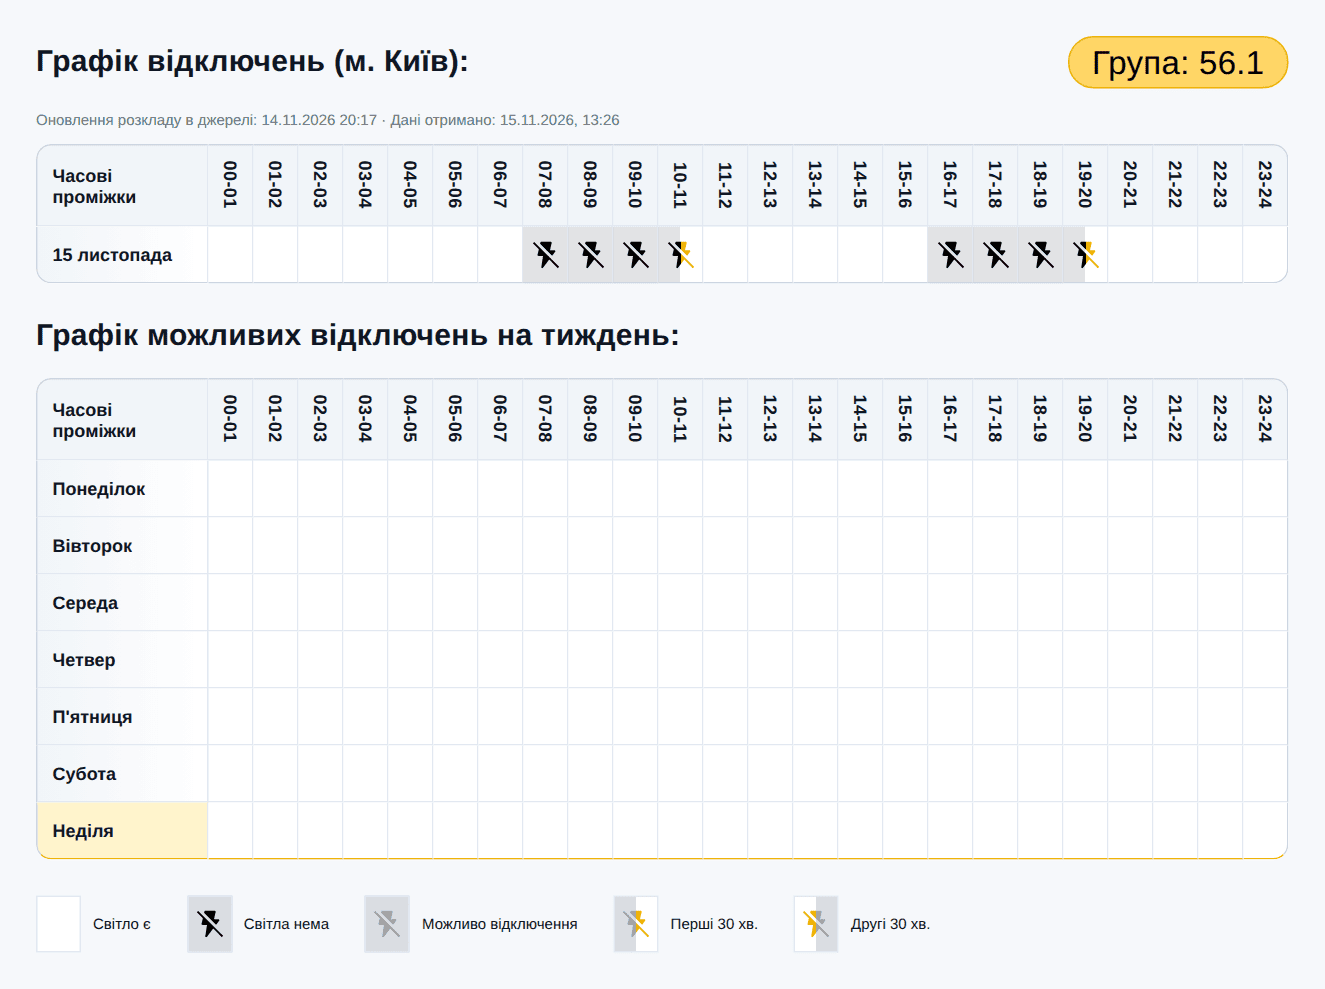 Графік відключень (м. Київ):
Група: 56.1
Оновлення розкладу в джерелі: 14.11.2026 20:17 · Дані отримано: 15.11.2026, 13:26
Часові проміжки 00-01 01-02 02-03 03-04 04-05 05-06 06-07 07-08 08-09 09-10 10-11 11-12 12-13 13-14 14-15 15-16 16-17 17-18 18-19 19-20 20-21 21-22 22-23 23-24
15 листопада
Графік можливих відключень на тиждень:
Часові проміжки 00-01 01-02 02-03 03-04 04-05 05-06 06-07 07-08 08-09 09-10 10-11 11-12 12-13 13-14 14-15 15-16 16-17 17-18 18-19 19-20 20-21 21-22 22-23 23-24
Понеділок
Вівторок
Середа
Четвер
П'ятниця
Субота
Неділя
Світло є Світла нема Можливо відключення Перші 30 хв. Другі 30 хв.